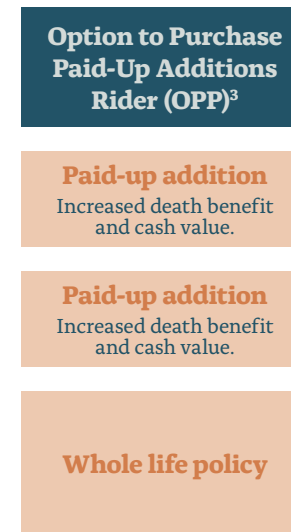 Option to Purchase
Paid-Up Additions
Rider (OPP)³
Paid-up addition
Increased death benefit
and cash value.
Paid-up addition
Increased death benefit
and cash value.
Whole life policy